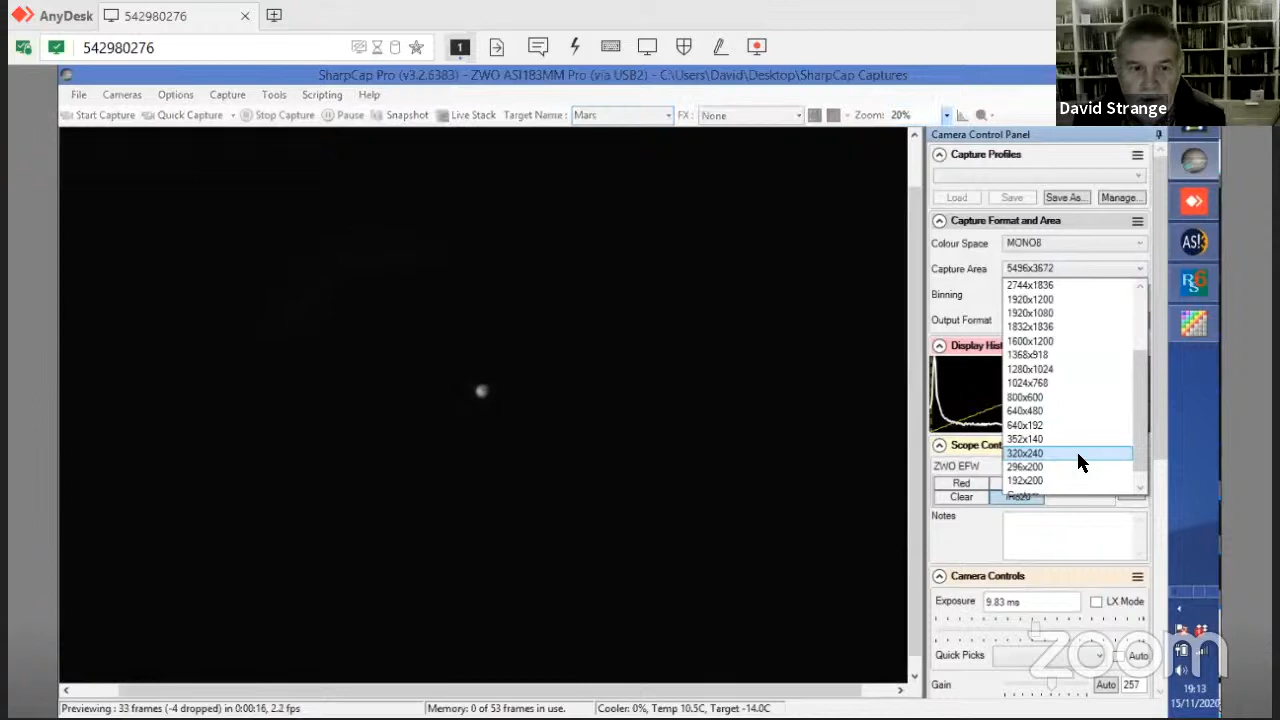 AnyDesk 542980276
David Strange
542980276
1
SharpCap Pro (v3.2.6383) - ZWO ASI183MM Pro (via USB2) - C:\Users\David\Desktop\SharpCap Captures
File Cameras Options Capture Tools Scripting Help
Start Capture Quick Capture Stop Capture Pause Snapshot Live Stack Target Name : Mars FX : None Zoom: 20%
Camera Control Panel
Capture Profiles
Load Save Save As... Manage...
Capture Format and Area
Colour Space MONO8
Capture Area 5496x3672
2744x1836
Binning
1920x1200
1920x1080
Output Format
1832x1836
1600x1200
Display His
1368x918
1280x1024
1024x768
800x600
640x480
640x192
352x140
Scope Cont
320x240
ZWO EFW
296x200
Red
192x200
Clear
Notes
Camera Controls
Exposure 9.83 ms LX Mode
Quick Picks Auto
zoom
Gain Auto 257
19:13
15/11/2020
Previewing : 33 frames (-4 dropped) in 0:00:16, 2.2 fps Memory: 0 of 53 frames in use. Cooler: 0%, Temp 10.5C, Target -14.0C
AS!3
RS6